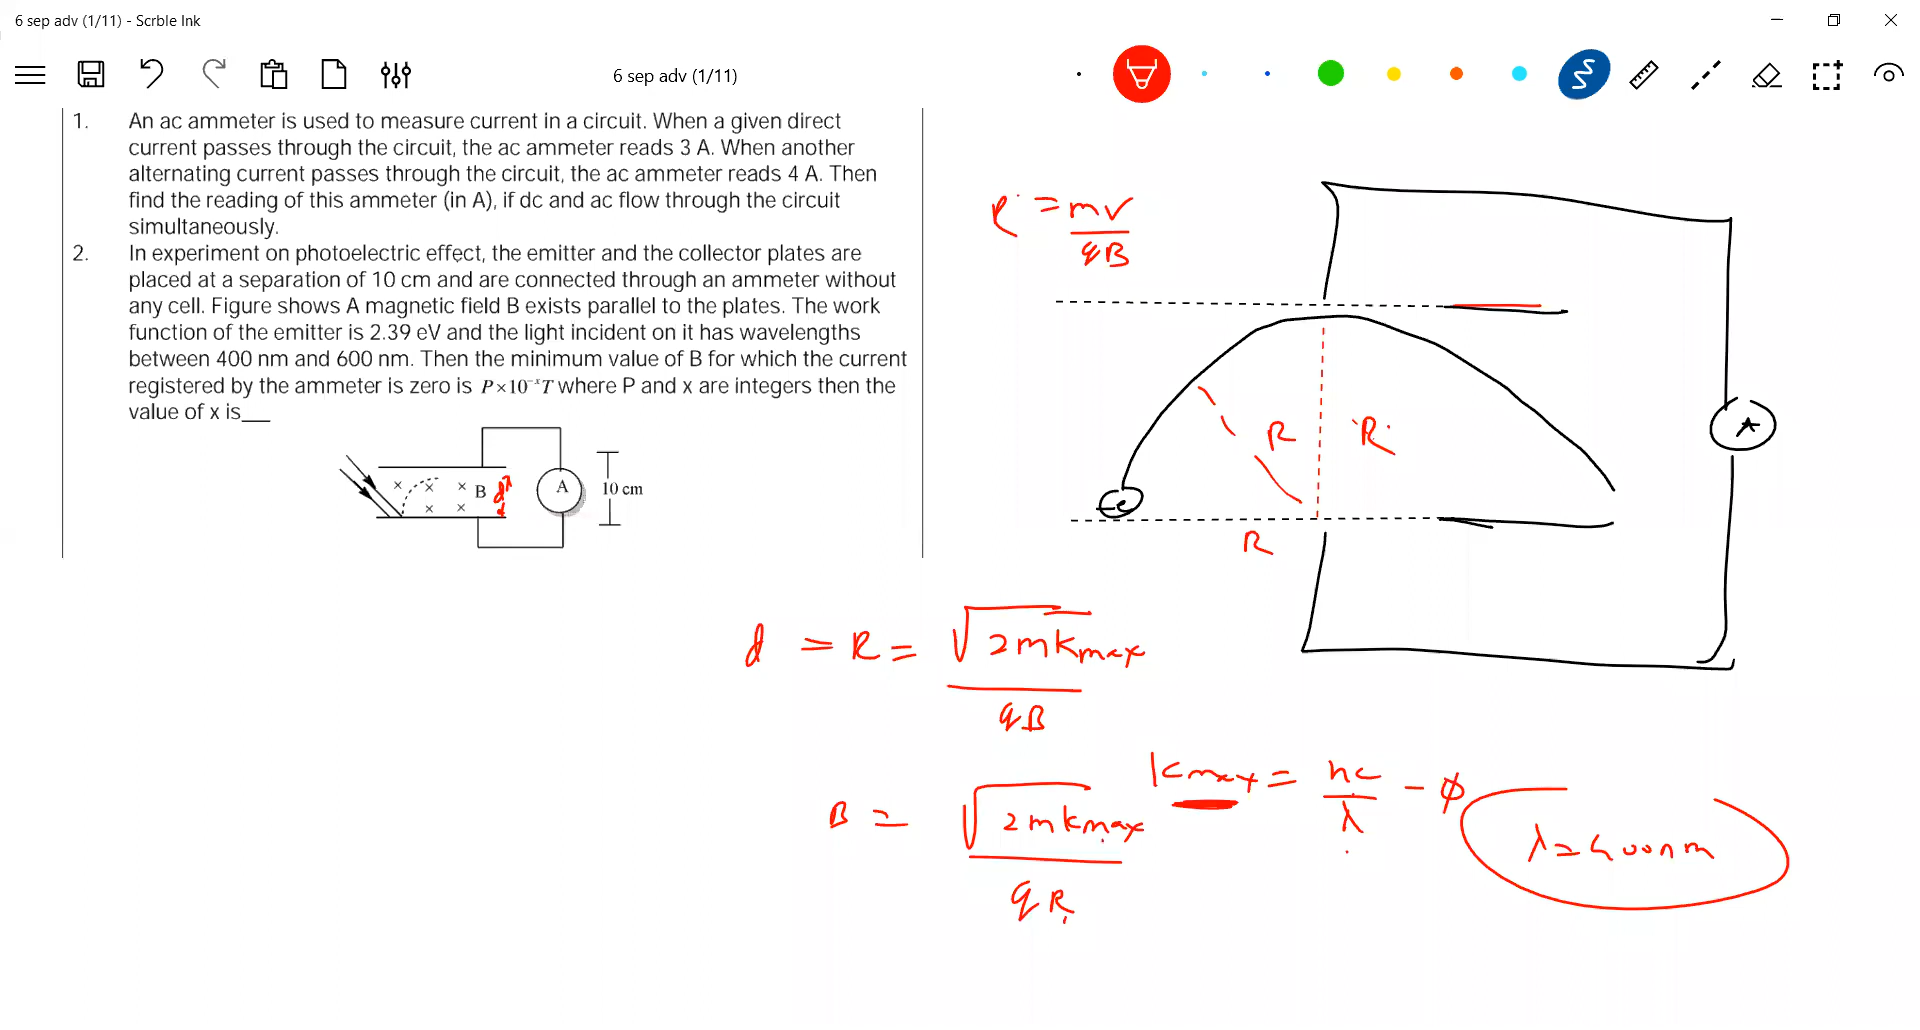 6 sep adv (1/11) - Scrble Ink
6 sep adv (1/11)
1. An ac ammeter is used to measure current in a circuit. When a given direct
current passes through the circuit, the ac ammeter reads 3 A. When another
alternating current passes through the circuit, the ac ammeter reads 4 A. Then
find the reading of this ammeter (in A), if dc and ac flow through the circuit
simultaneously.
2. In experiment on photoelectric effect, the emitter and the collector plates are
placed at a separation of 10 cm and are connected through an ammeter without
any cell. Figure shows A magnetic field B exists parallel to the plates. The work
function of the emitter is 2.39 eV and the light incident on it has wavelengths
between 400 nm and 600 nm. Then the minimum value of B for which the current
registered by the ammeter is zero is P×10⁻ˣT where P and x are integers then the
value of x is__
× × × B d A 10 cm
× ×
R = mv
qB
R R
A
-e
R
d = R = √2mKmax
qB
Kmax = hc - φ
λ
B = √2mKmax
qR
λ = 400nm